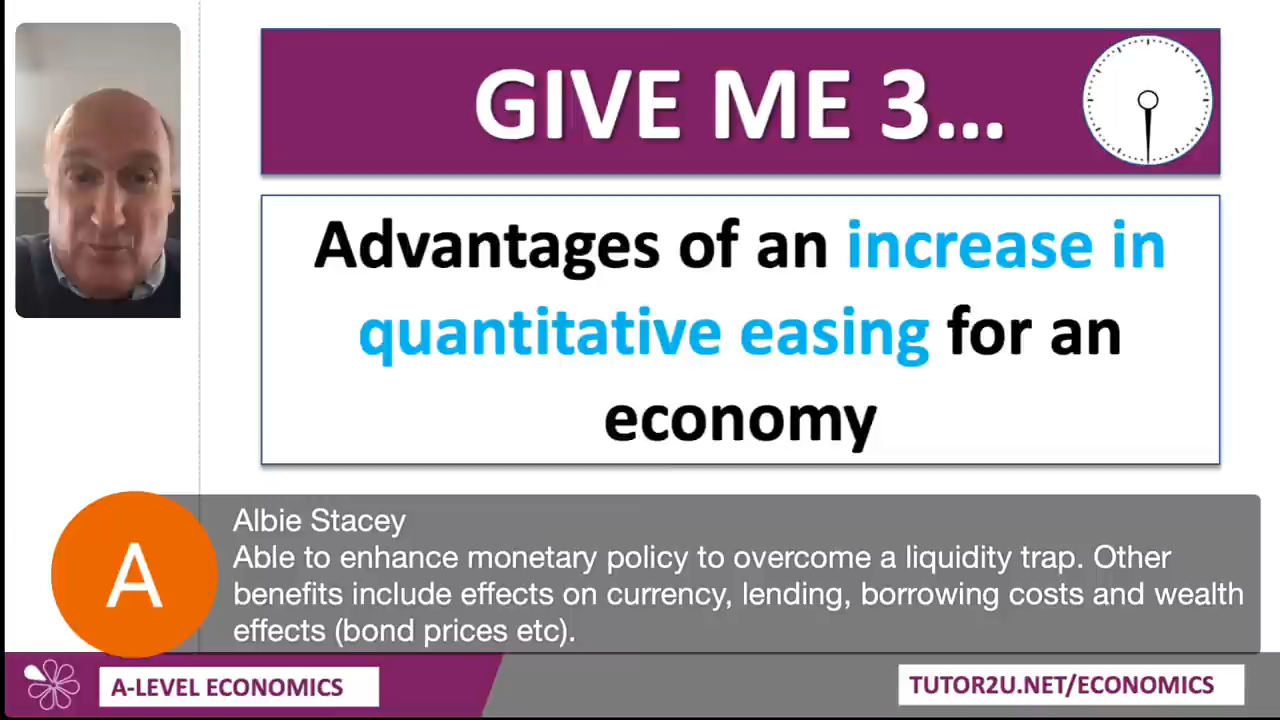 GIVE ME 3...
Advantages of an increase in
quantitative easing for an
economy
Albie Stacey
A
Able to enhance monetary policy to overcome a liquidity trap. Other
benefits include effects on currency, lending, borrowing costs and wealth
effects (bond prices etc).
A-LEVEL ECONOMICS
TUTOR2U.NET/ECONOMICS